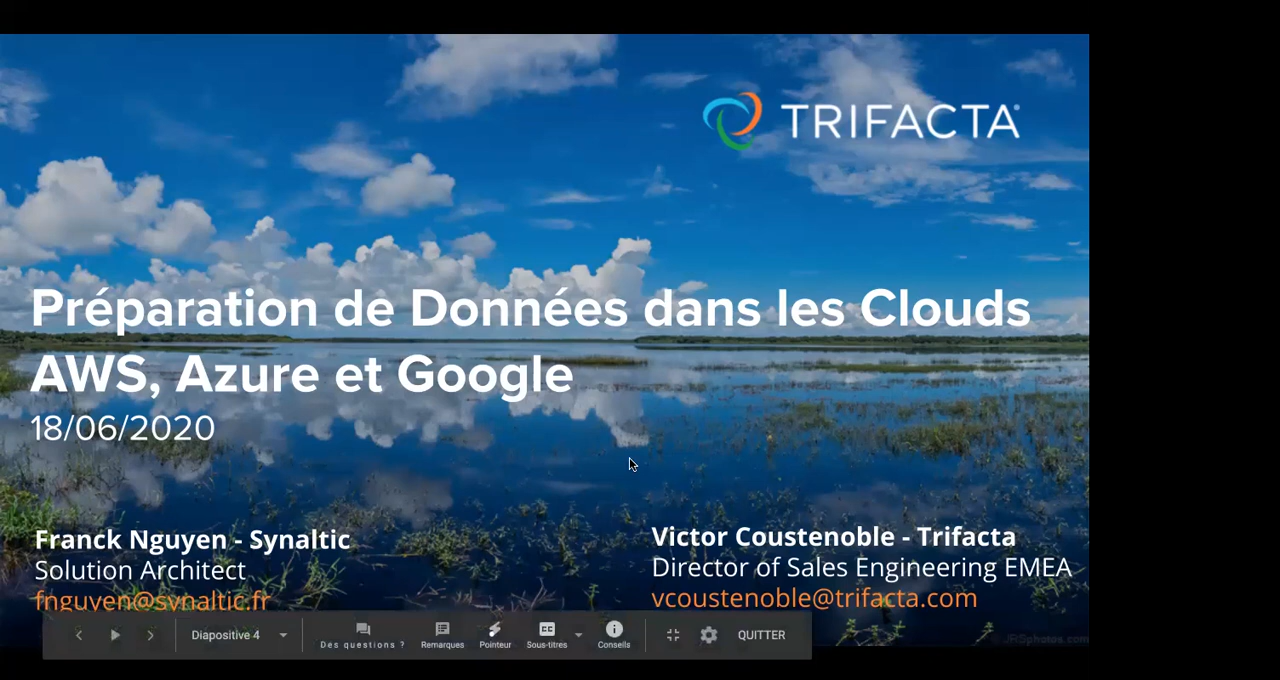 TRIFACTA
Préparation de Données dans les Clouds
AWS, Azure et Google
18/06/2020
Franck Nguyen - Synaltic
Solution Architect
fnguyen@synaltic.fr
Victor Coustenoble - Trifacta
Director of Sales Engineering EMEA
vcoustenoble@trifacta.com
JRSphotos.com
Diapositive 4
Des questions ?
Remarques
Pointeur
Sous-titres
Conseils
QUITTER